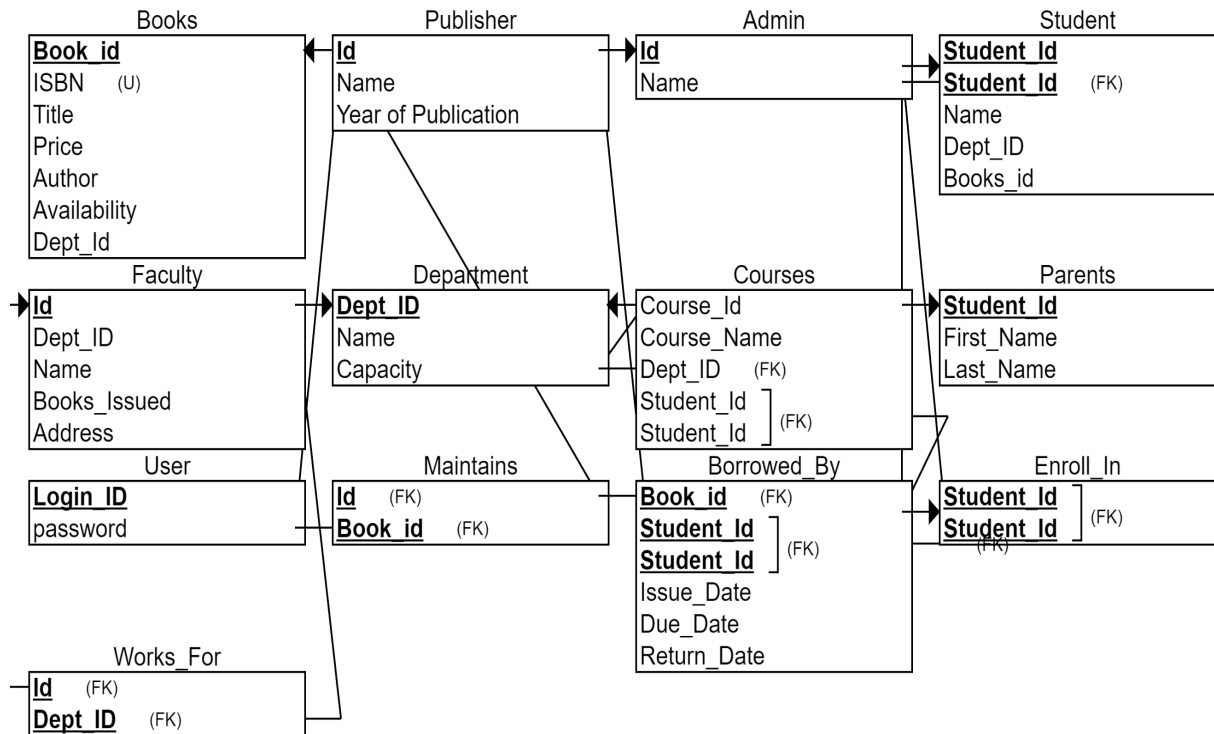 Books
Book_id
ISBN (U)
Title
Price
Author
Availability
Dept_Id
Publisher
Id
Name
Year of Publication
Admin
Id
Name
Student
Student_Id
Student_Id (FK)
Name
Dept_ID
Books_id
Faculty
Id
Dept_ID
Name
Books_Issued
Address
Department
Dept_ID
Name
Capacity
Courses
Course_Id
Course_Name
Dept_ID (FK)
Student_Id
Student_Id
(FK)
Parents
Student_Id
First_Name
Last_Name
User
Login_ID
password
Maintains
Id (FK)
Book_id (FK)
Borrowed_By
Book_id (FK)
Student_Id
Student_Id
(FK)
Issue_Date
Due_Date
Return_Date
Enroll_In
Student_Id
Student_Id
(FK)
(FK)
Works_For
Id (FK)
Dept_ID (FK)